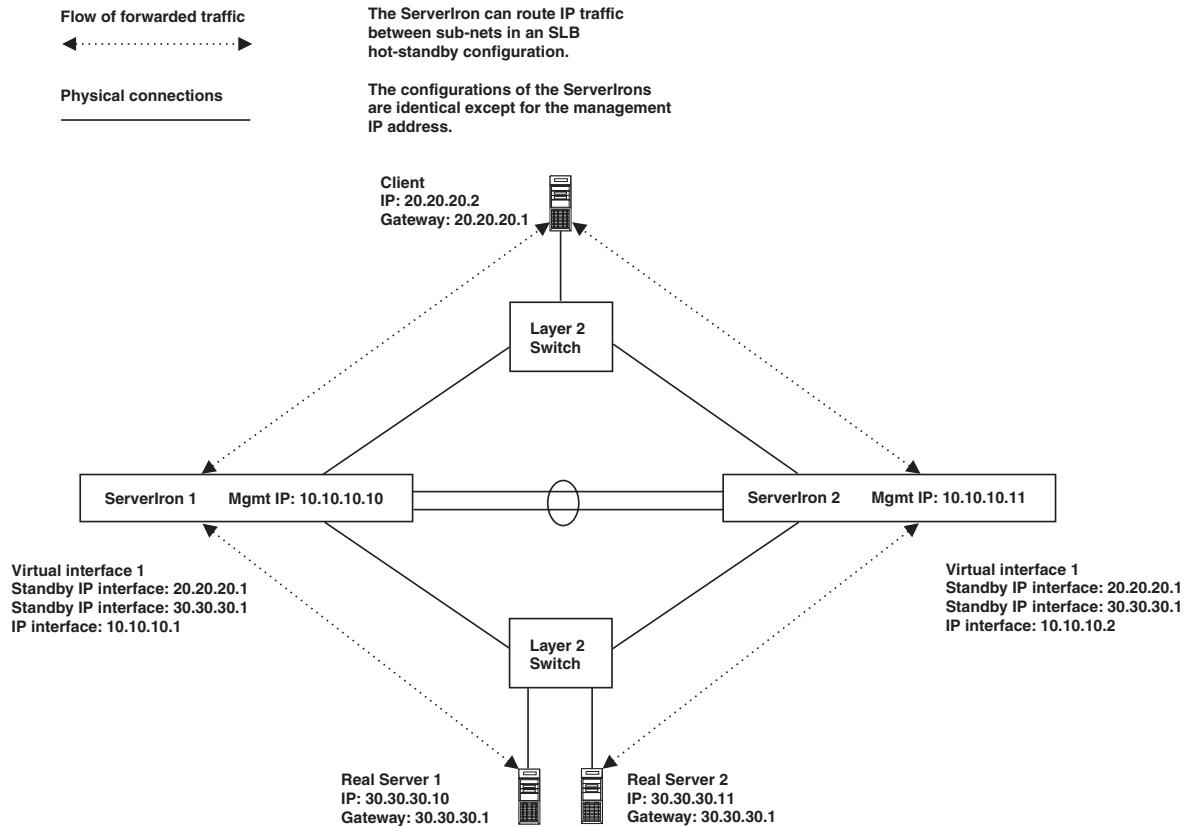 Flow of forwarded traffic
The ServerIron can route IP traffic
between sub-nets in an SLB
hot-standby configuration.
Physical connections
The configurations of the ServerIrons
are identical except for the management
IP address.
Client
IP: 20.20.20.2
Gateway: 20.20.20.1
Layer 2
Switch
ServerIron 1 Mgmt IP: 10.10.10.10
ServerIron 2 Mgmt IP: 10.10.10.11
Virtual interface 1
Standby IP interface: 20.20.20.1
Standby IP interface: 30.30.30.1
IP interface: 10.10.10.1
Virtual interface 1
Standby IP interface: 20.20.20.1
Standby IP interface: 30.30.30.1
IP interface: 10.10.10.2
Layer 2
Switch
Real Server 1
IP: 30.30.30.10
Gateway: 30.30.30.1
Real Server 2
IP: 30.30.30.11
Gateway: 30.30.30.1